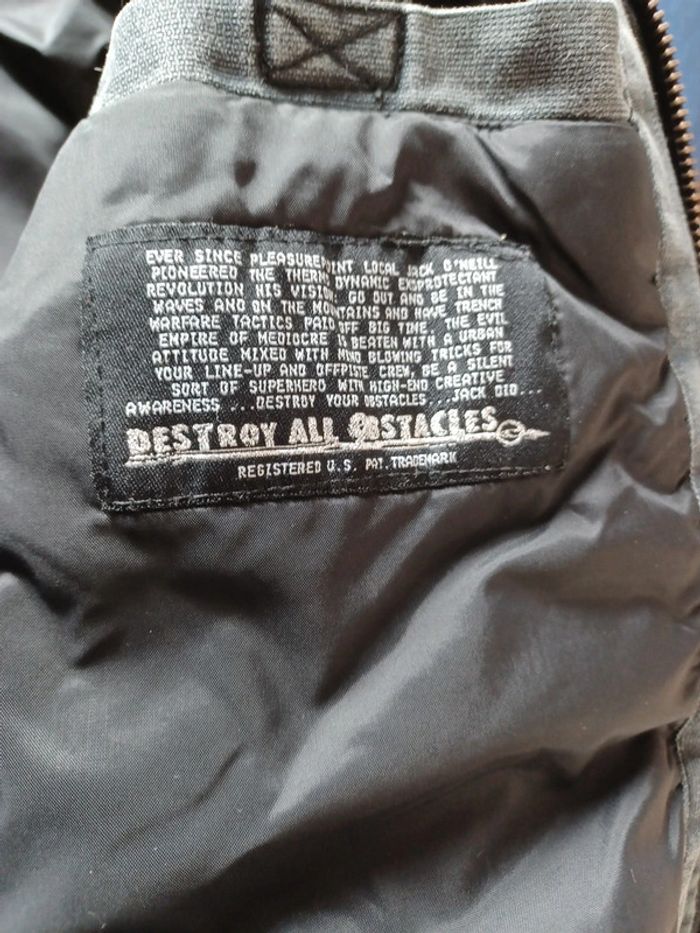 EVER SINCE PLEASUREPOINT LOCAL JACK O'NEILL
PIONEERED THE THERMODYNAMIC EXOPROTECTANT
REVOLUTION HIS VISION: GO OUT AND BE IN THE
WAVES AND ON THE MOUNTAINS AND HAVE TRENCH
WARFARE TACTICS PAID OFF BIG TIME, THE EVIL
EMPIRE OF MEDIOCRE IS BEATEN WITH A URBAN
ATTITUDE MIXED WITH MIND BLOWING TRICKS FOR
YOUR LINE-UP AND OFFPISTE CREW, BE A SILENT
SORT OF SUPERHERO WITH HIGH-END CREATIVE
AWARENESS ...DESTROY YOUR OBSTACLES ...JACK DID...
DESTROY ALL OBSTACLES
REGISTERED U.S. PAT. TRADEMARK